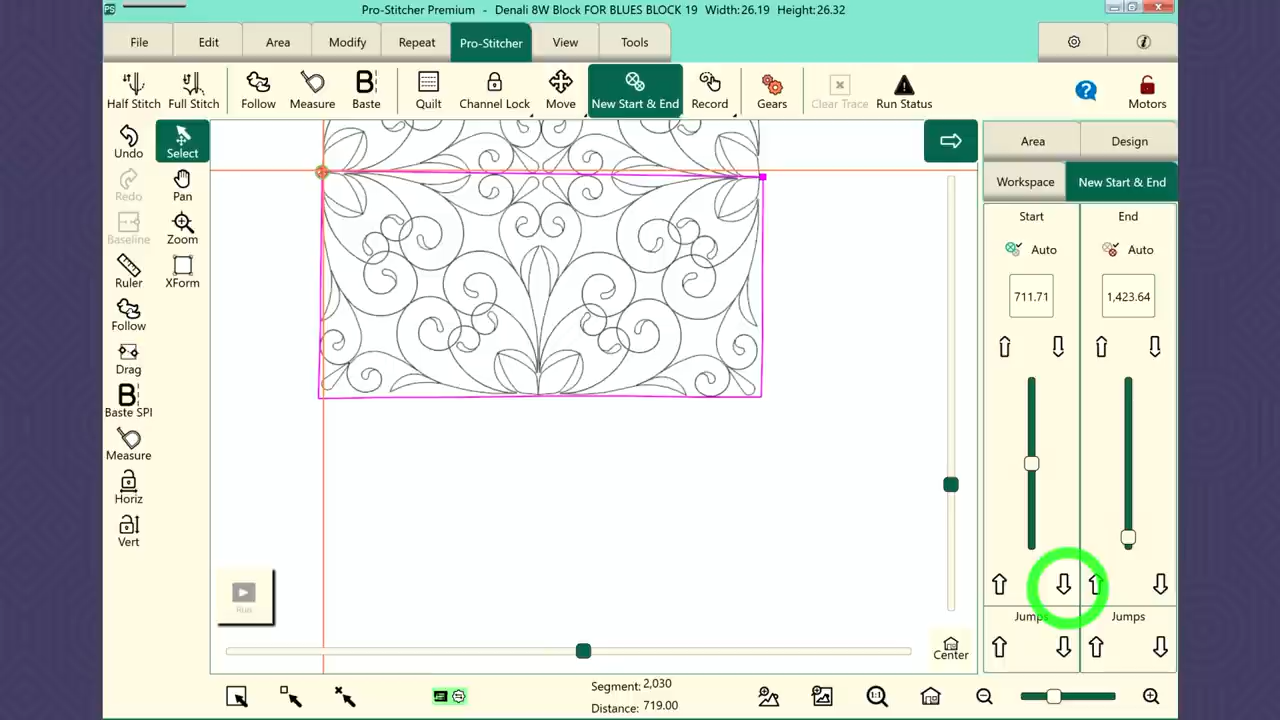 PS Pro-Stitcher Premium - Denali 8W Block FOR BLUES BLOCK 19 Width:26.19 Height:26.32
File Edit Area Modify Repeat Pro-Stitcher View Tools
Half Stitch Full Stitch Follow Measure Baste Quilt Channel Lock Move New Start & End Record Gears Clear Trace Run Status Motors
Undo Select
Redo Pan
Baseline Zoom
Ruler XForm
Follow
Drag
Baste SPI
Measure
Horiz
Vert
Run
Center
Area Design
Workspace New Start & End
Start End
Auto Auto
711.71 1,423.64
Jumps Jumps
Segment: 2,030
Distance: 719.00
1:1